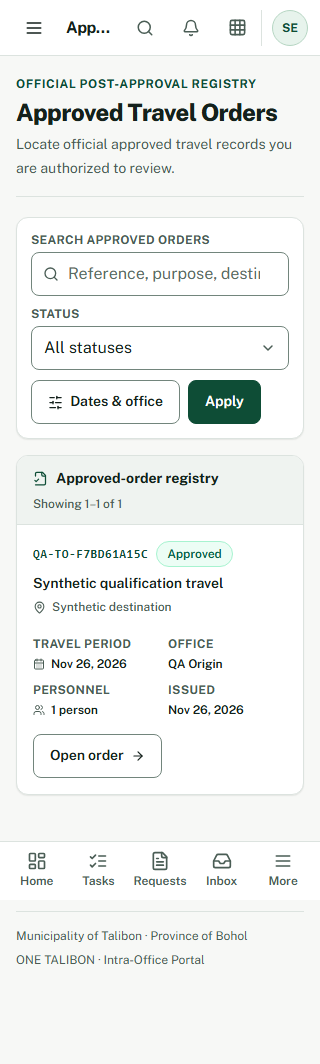 App...
SE
OFFICIAL POST-APPROVAL REGISTRY
Approved Travel Orders
Locate official approved travel records you
are authorized to review.
SEARCH APPROVED ORDERS
Reference, purpose, desti
STATUS
All statuses
Dates & office
Apply
Approved-order registry
Showing 1–1 of 1
QA-TO-F7BD61A15C
Approved
Synthetic qualification travel
Synthetic destination
TRAVEL PERIOD
OFFICE
Nov 26, 2026
QA Origin
PERSONNEL
ISSUED
1 person
Nov 26, 2026
Open order
Home
Tasks
Requests
Inbox
More
Municipality of Talibon · Province of Bohol
ONE TALIBON · Intra-Office Portal